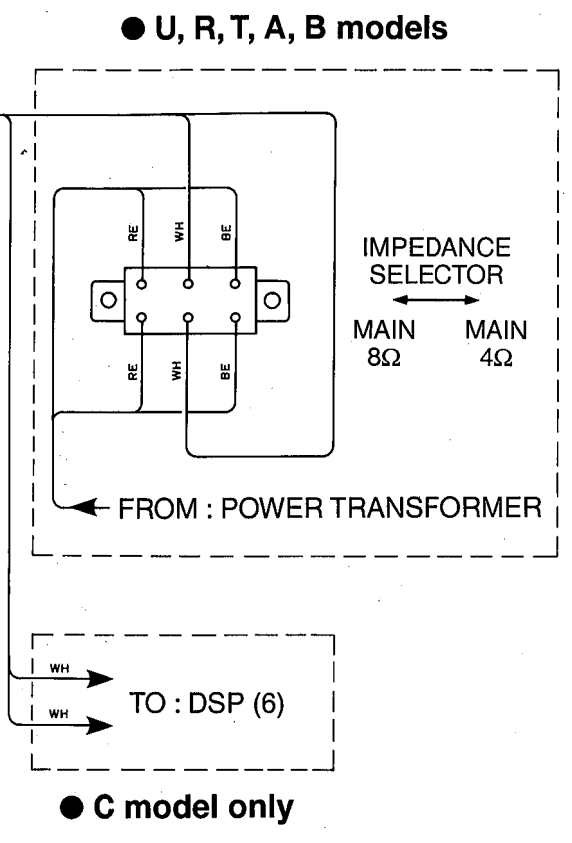 ● U, R, T, A, B models
RE WH BE
IMPEDANCE
SELECTOR
MAIN MAIN
8Ω 4Ω
RE WH BE
FROM : POWER TRANSFORMER
WH
TO : DSP (6)
WH
● C model only